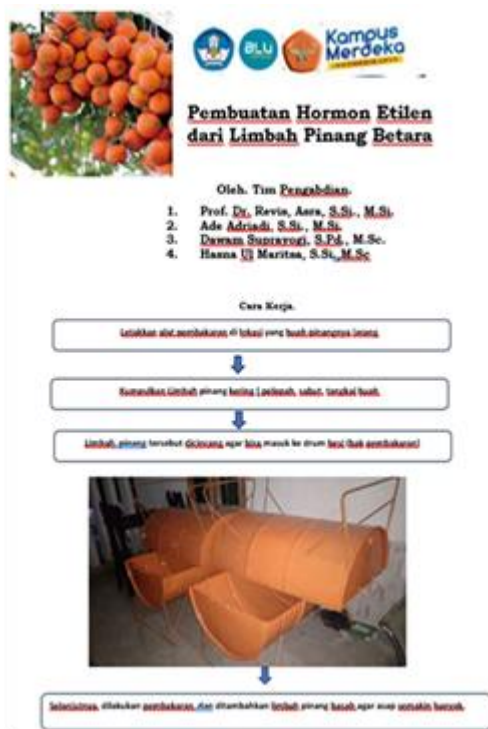 BLU
Kampus
Merdeka
Pembuatan Hormon Etilen
dari Limbah Pinang Betara
Oleh. Tim Pengabdian.
1. Prof. Dr. Revis, Asra, S.Si., M.Si.
2. Ade Adriadi, S.Si., M.Si.
3. Dawam Suprayogi, S.Pd., M.Sc.
4. Hasna Ul Maritsa, S.Si., M.Sc
Cara Kerja.
Letakkan alat pembakaran di lokasi yang buah pinangnya jarang
Kumpulkan Limbah pinang kering ( pelepah, sabut, tangkai buah
Limbah pinang tersebut dicincang agar bisa masuk ke drum besi (bak pembakaran)
Selanjutnya, dilakukan pembakaran dan ditambahkan limbah pinang basah agar asap semakin banyak.